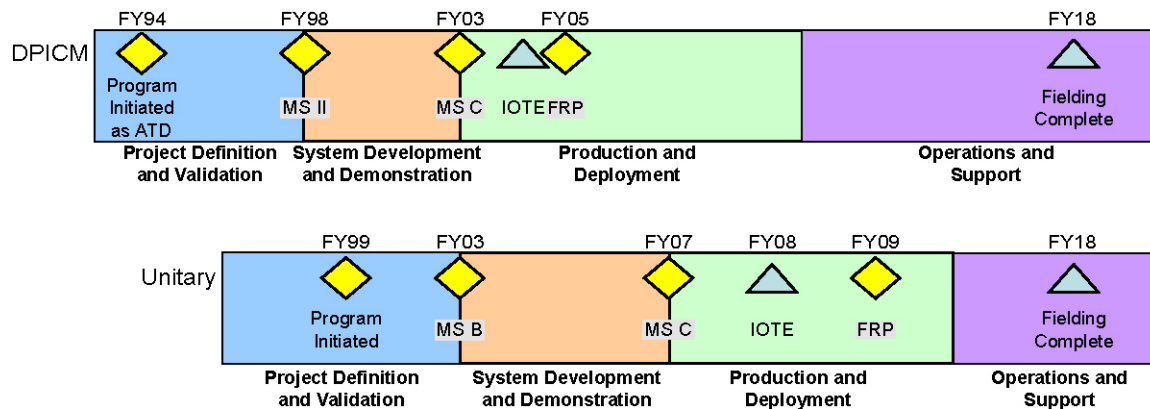 FY94 FY98 FY03 FY05 FY18
DPICM
Program
Initiated
as ATD
MS II
MS C
IOTE
FRP
Fielding
Complete
Project Definition
and Validation
System Development
and Demonstration
Production and
Deployment
Operations and
Support
FY99 FY03 FY07 FY08 FY09 FY18
Unitary
Program
Initiated
MS B
MS C
IOTE
FRP
Fielding
Complete
Project Definition
and Validation
System Development
and Demonstration
Production and
Deployment
Operations and
Support